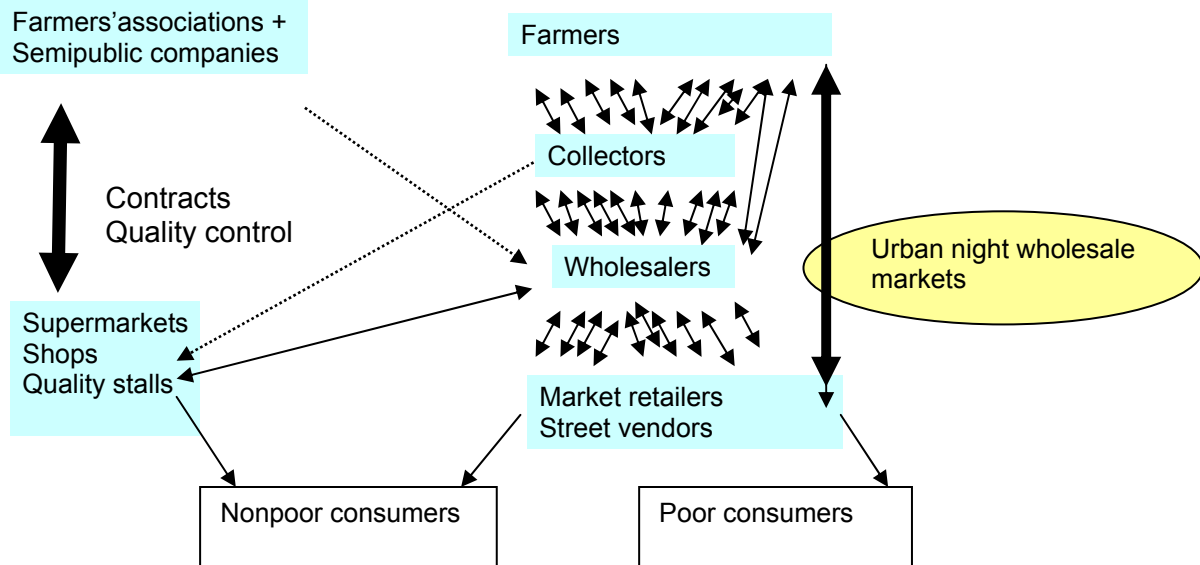 Farmers'associations +
Semipublic companies
Farmers
Collectors
Contracts
Quality control
Wholesalers
Urban night wholesale
markets
Supermarkets
Shops
Quality stalls
Market retailers
Street vendors
Nonpoor consumers
Poor consumers